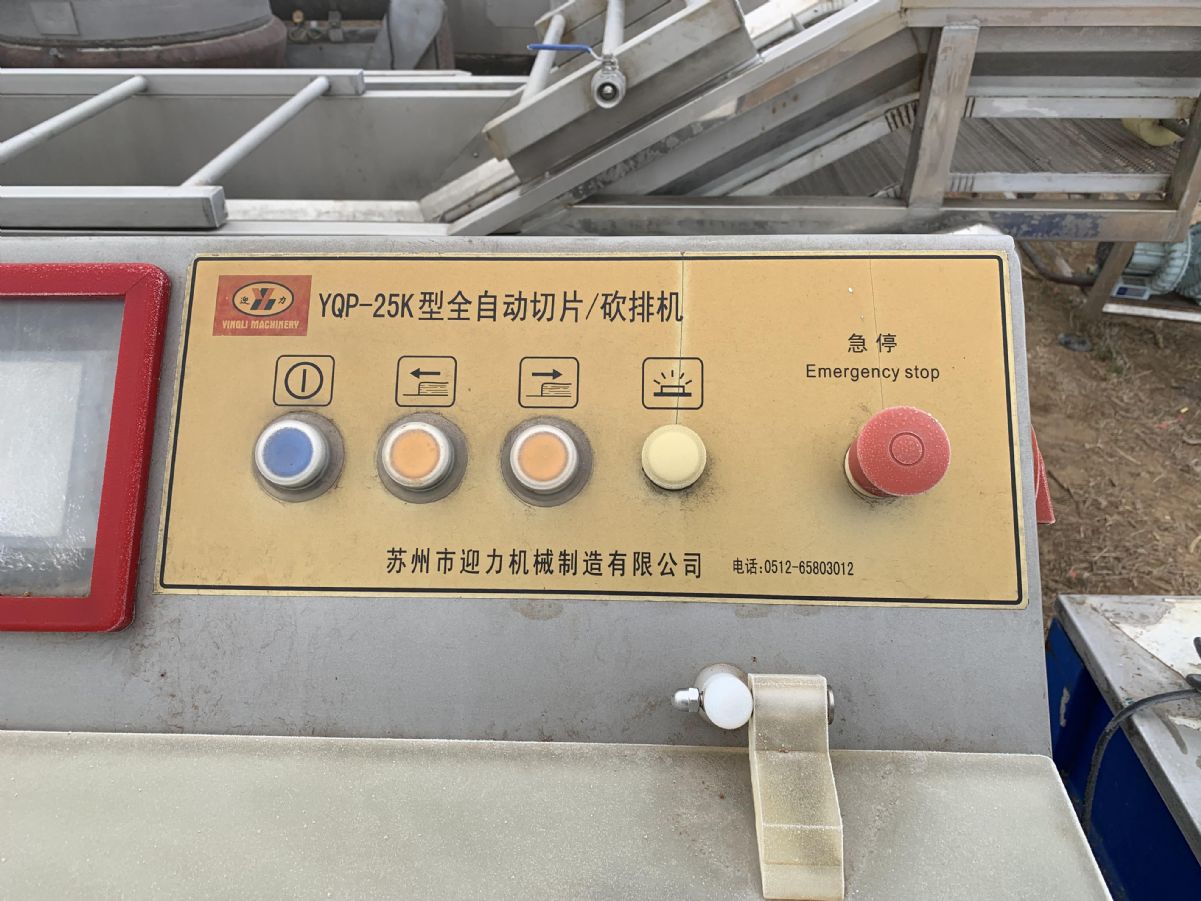 迎力
YINGLI MACHINERY
YQP-25K型全自动切片/砍排机
急停
Emergency stop
苏州市迎力机械制造有限公司 电话:0512-65803012